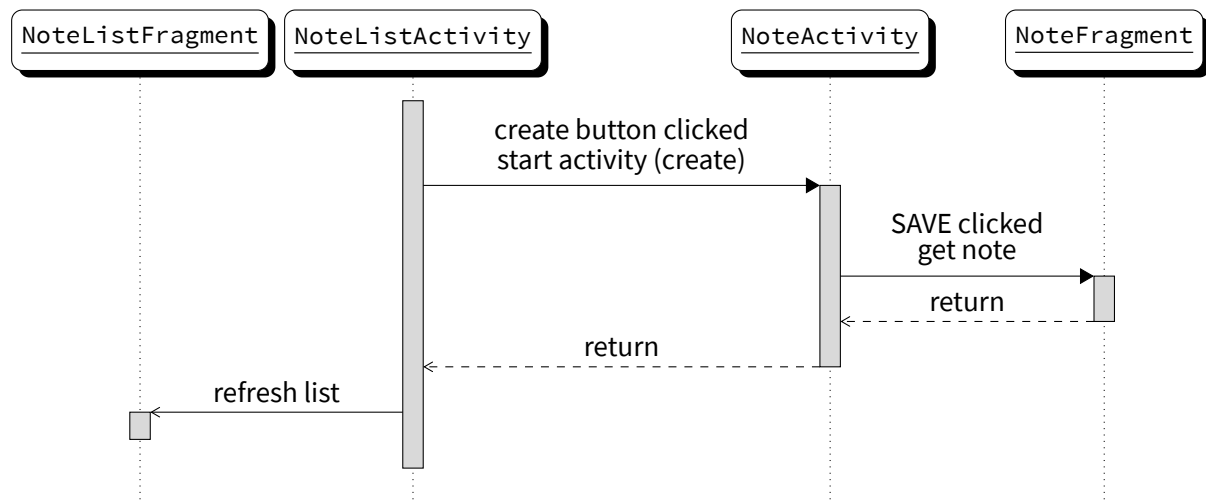 NoteListFragment
NoteListActivity
NoteActivity
NoteFragment
create button clicked
start activity (create)
SAVE clicked
get note
return
return
refresh list